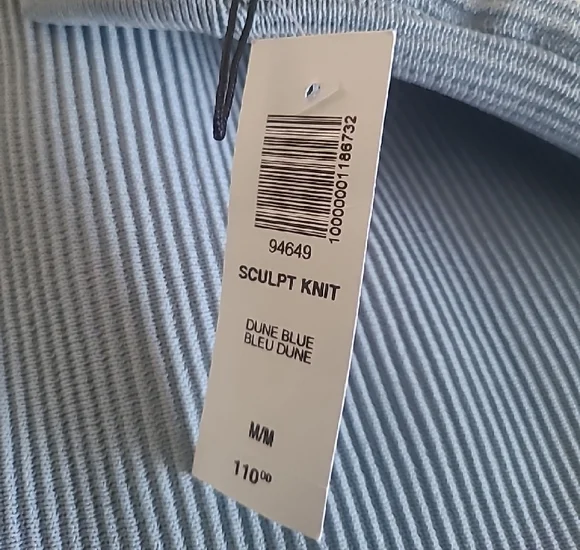 10000001186732
94649
SCULPT KNIT
DUNE BLUE
BLEU DUNE
M/M
110⁰⁰